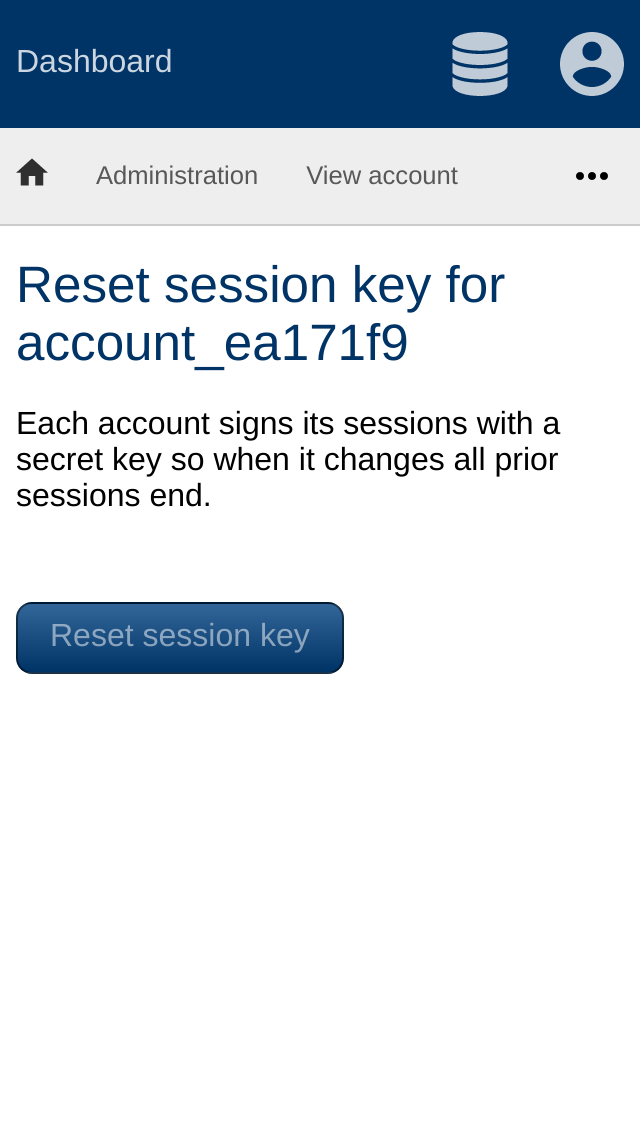 Dashboard
Administration View account
Reset session key for
account_ea171f9
Each account signs its sessions with a
secret key so when it changes all prior
sessions end.
Reset session key